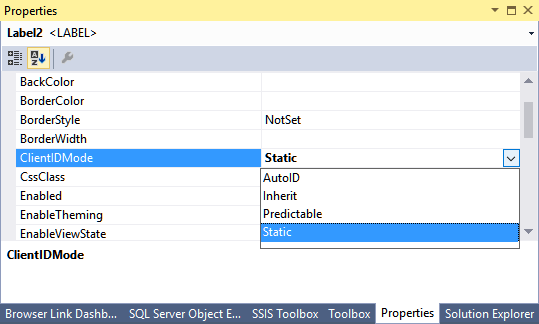 Properties
Label2 <LABEL>
BackColor
BorderColor
BorderStyle NotSet
BorderWidth
ClientIDMode Static
CssClass AutoID
Enabled Inherit
EnableTheming Predictable
EnableViewState Static
ClientIDMode
Browser Link Dashb... SQL Server Object E... SSIS Toolbox Toolbox Properties Solution Explorer